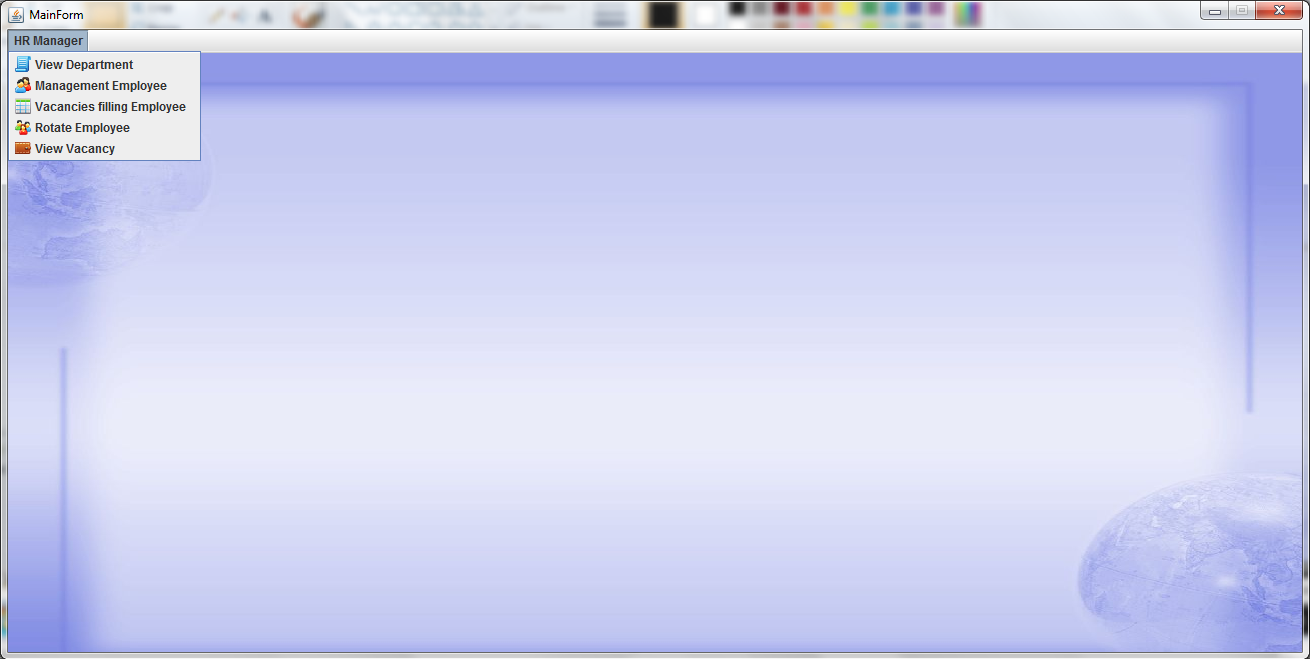 MainForm
HR Manager
View Department
Management Employee
Vacancies filling Employee
Rotate Employee
View Vacancy